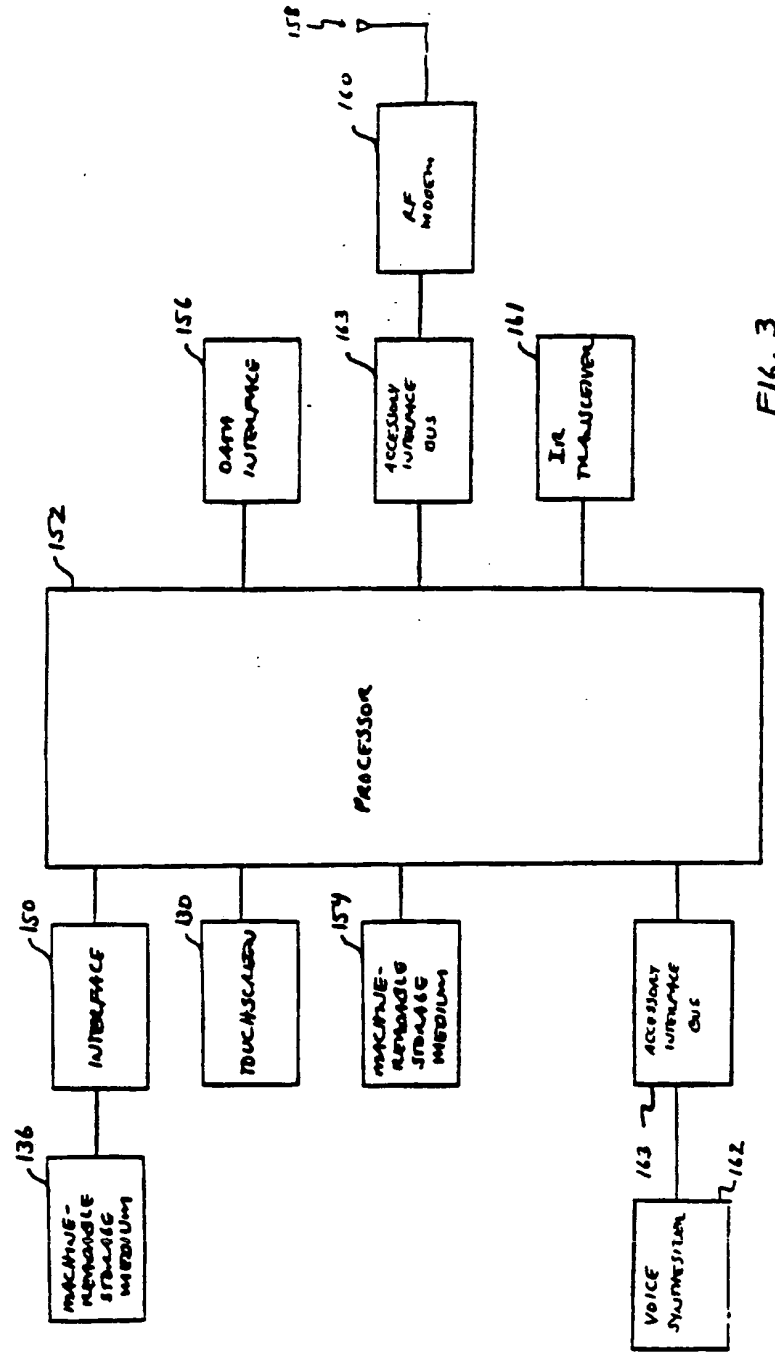 136
MACHINE-
READABLE
STORAGE
MEDIUM
150
INTERFACE
130
TOUCHSCREEN
154
MACHINE-
READABLE
STORAGE
MEDIUM
163
ACCESSORY
INTERFACE
BUS
162
VOICE
SYNTHESIZER
152
PROCESSOR
156
DATA
INTERFACE
163
ACCESSORY
INTERFACE
BUS
160
RF
MODEM
158
161
IR
TRANSCEIVER
FIG. 3